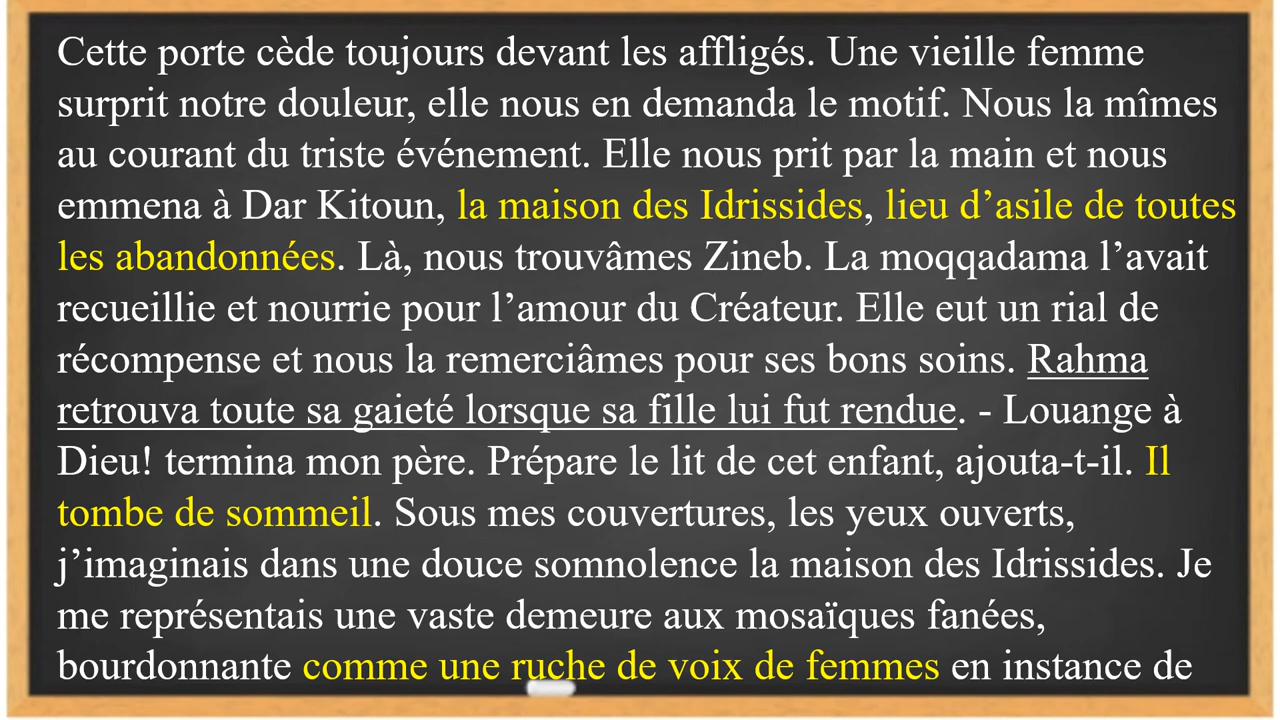 Cette porte cède toujours devant les affligés. Une vieille femme
surprit notre douleur, elle nous en demanda le motif. Nous la mîmes
au courant du triste événement. Elle nous prit par la main et nous
emmena à Dar Kitoun, la maison des Idrissides, lieu d’asile de toutes
les abandonnées. Là, nous trouvâmes Zineb. La moqqadama l’avait
recueillie et nourrie pour l’amour du Créateur. Elle eut un rial de
récompense et nous la remerciâmes pour ses bons soins. Rahma
retrouva toute sa gaieté lorsque sa fille lui fut rendue. - Louange à
Dieu! termina mon père. Prépare le lit de cet enfant, ajouta-t-il. Il
tombe de sommeil. Sous mes couvertures, les yeux ouverts,
j’imaginais dans une douce somnolence la maison des Idrissides. Je
me représentais une vaste demeure aux mosaïques fanées,
bourdonnante comme une ruche de voix de femmes en instance de